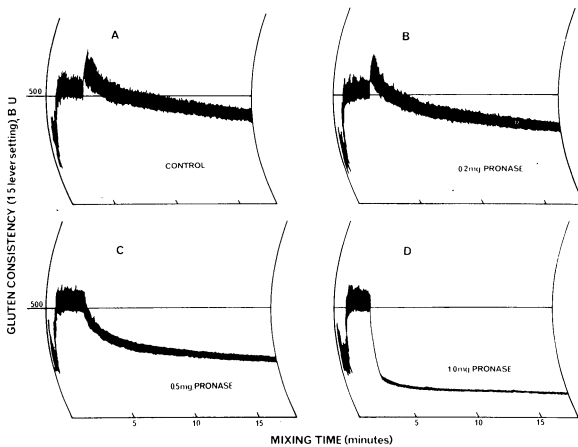 A
B
500
CONTROL
0.2mg PRONASE
C
D
500
0.5mg PRONASE
1.0mg PRONASE
5
10
15
5
10
15
GLUTEN CONSISTENCY (1.5 lever setting), B U
MIXING TIME (minutes)